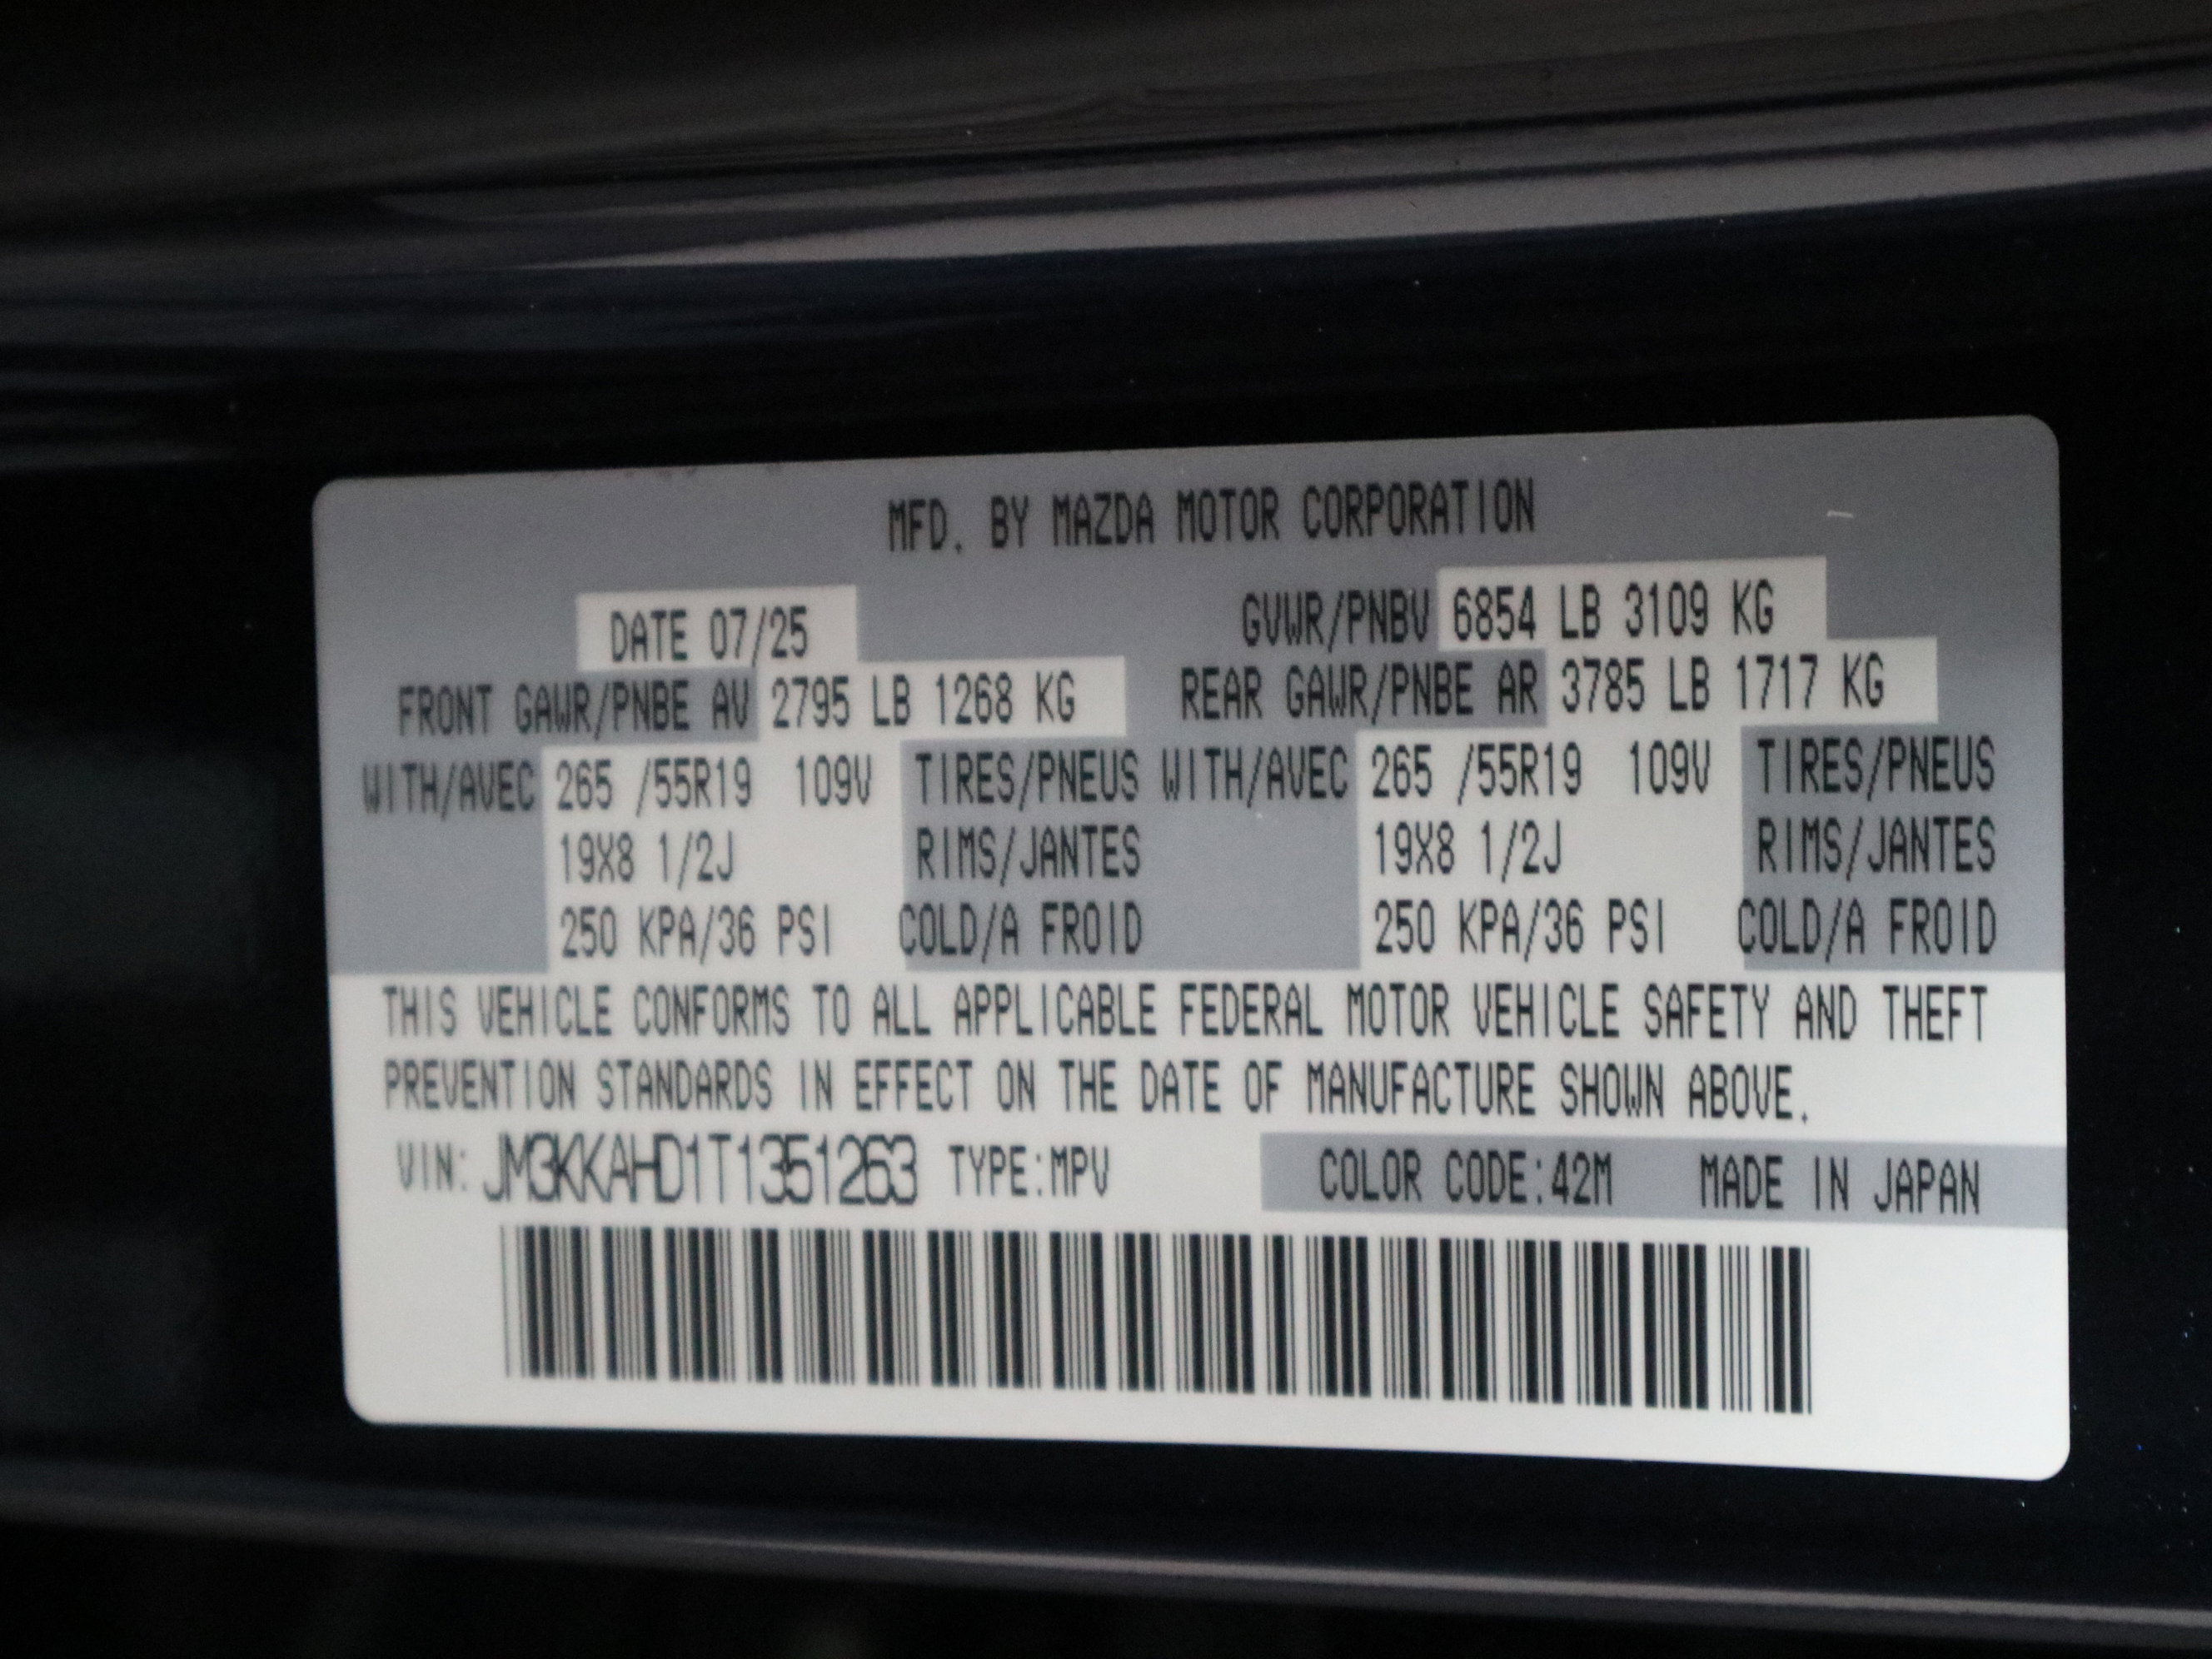 MFD. BY MAZDA MOTOR CORPORATION
DATE 07/25 GVWR/PNBV 6854 LB 3109 KG
FRONT GAWR/PNBE AV 2795 LB 1268 KG REAR GAWR/PNBE AR 3785 LB 1717 KG
WITH/AVEC 265 /55R19 109V TIRES/PNEUS WITH/AVEC 265 /55R19 109V TIRES/PNEUS
19X8 1/2J RIMS/JANTES 19X8 1/2J RIMS/JANTES
250 KPA/36 PSI COLD/A FROID 250 KPA/36 PSI COLD/A FROID
THIS VEHICLE CONFORMS TO ALL APPLICABLE FEDERAL MOTOR VEHICLE SAFETY AND THEFT
PREVENTION STANDARDS IN EFFECT ON THE DATE OF MANUFACTURE SHOWN ABOVE.
VIN: JM3KKAHD1T1351263 TYPE:MPV COLOR CODE:42M MADE IN JAPAN